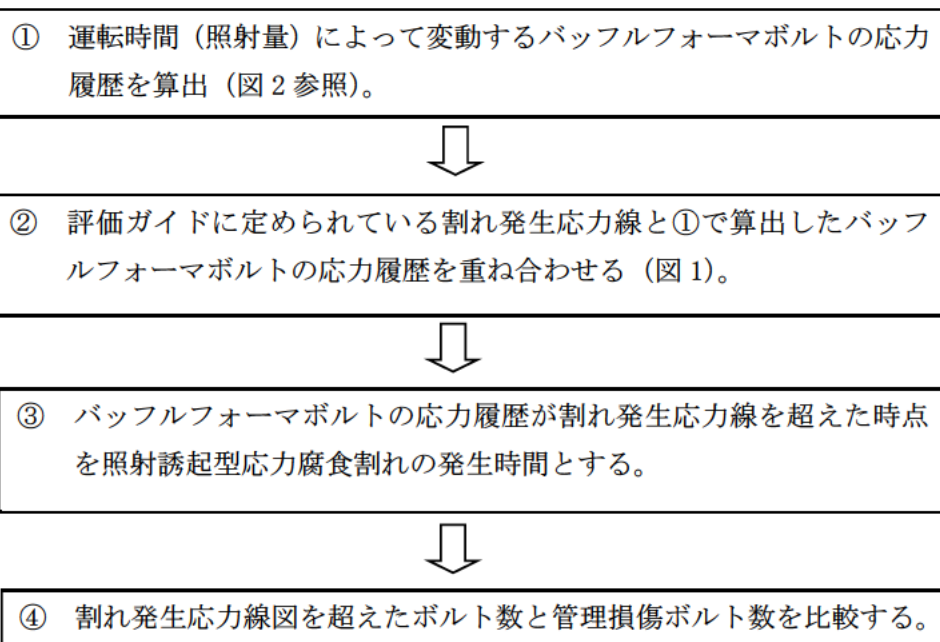 ① 運転時間（照射量）によって変動するバッフルフォーマボルトの応力
履歴を算出（図2参照）。
② 評価ガイドに定められている割れ発生応力線と①で算出したバッフ
ルフォーマボルトの応力履歴を重ね合わせる（図1）。
③ バッフルフォーマボルトの応力履歴が割れ発生応力線を超えた時点
を照射誘起型応力腐食割れの発生時間とする。
④ 割れ発生応力線図を超えたボルト数と管理損傷ボルト数を比較する。